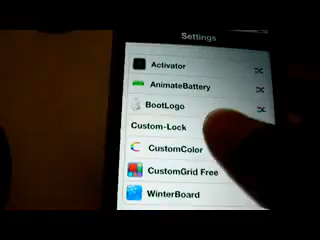 Settings
Activator
AnimateBattery
BootLogo
Custom-Lock
CustomColor
CustomGrid Free
WinterBoard